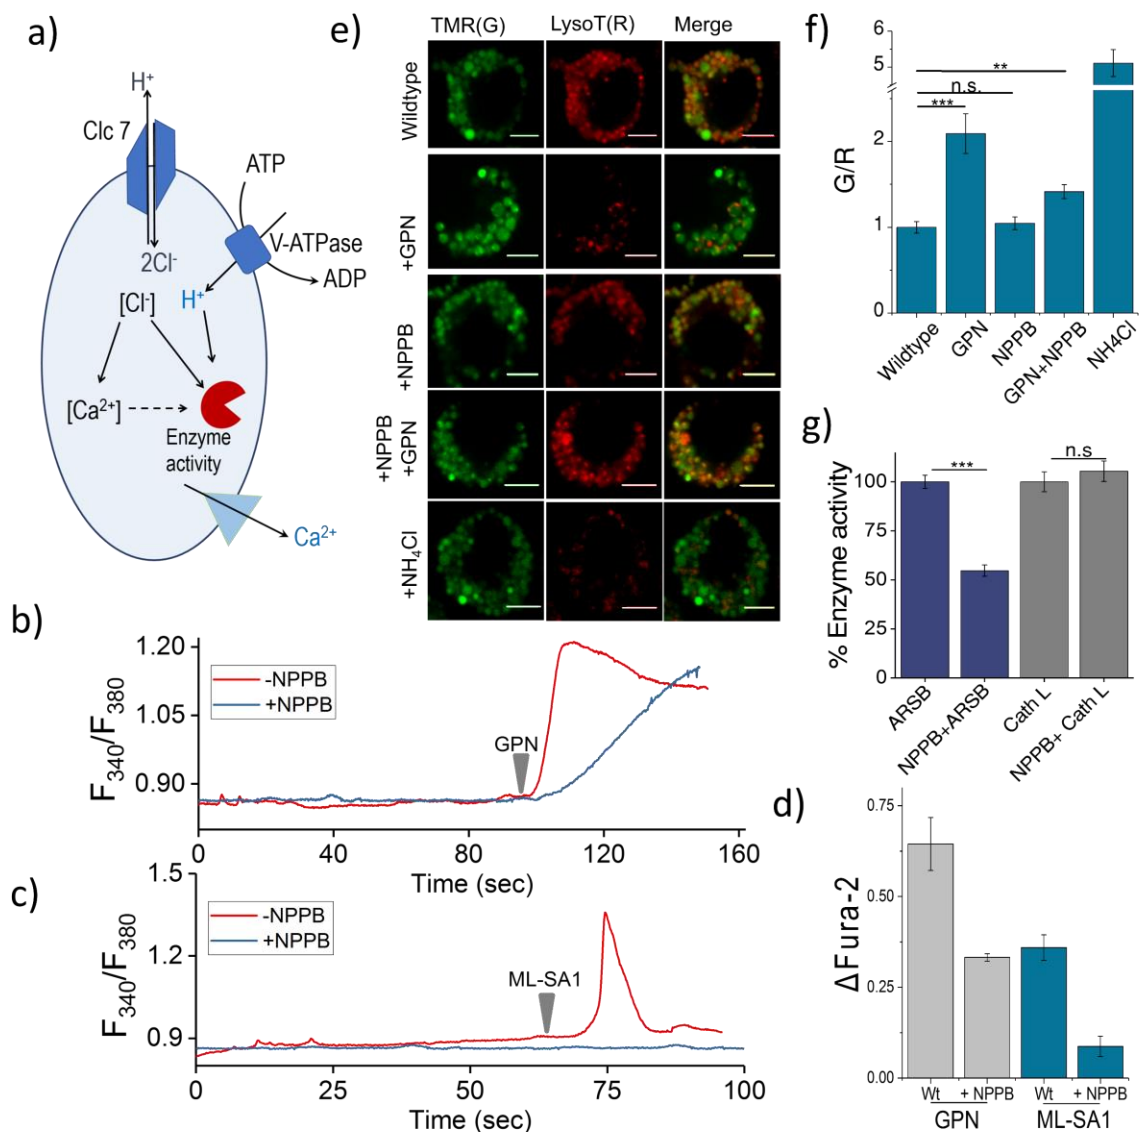 a)
H⁺
Clc 7
ATP
V-ATPase
ADP
2Cl⁻
[Cl⁻]
H⁺
[Ca²⁺]
Enzyme
activity
Ca²⁺
e)
TMR(G) LysoT(R) Merge
Wildtype
+GPN
+NPPB
+NPPB
+GPN
+NH₄Cl
f)
G/R
5
2
1
0
**
n.s.
***
Wildtype
GPN
NPPB
GPN+NPPB
NH4Cl
g)
% Enzyme activity
100
75
50
25
0
***
n.s
ARSB
NPPB+ARSB
Cath L
NPPB+ Cath L
b)
F₃₄₀/F₃₈₀
1.20
1.05
0.90
-NPPB
+NPPB
GPN
0 40 80 120 160
Time (sec)
c)
F₃₄₀/F₃₈₀
1.5
1.2
0.9
-NPPB
+NPPB
ML-SA1
0 25 50 75 100
Time (sec)
d)
ΔFura-2
0.75
0.50
0.25
0.00
Wt + NPPB Wt + NPPB
GPN ML-SA1